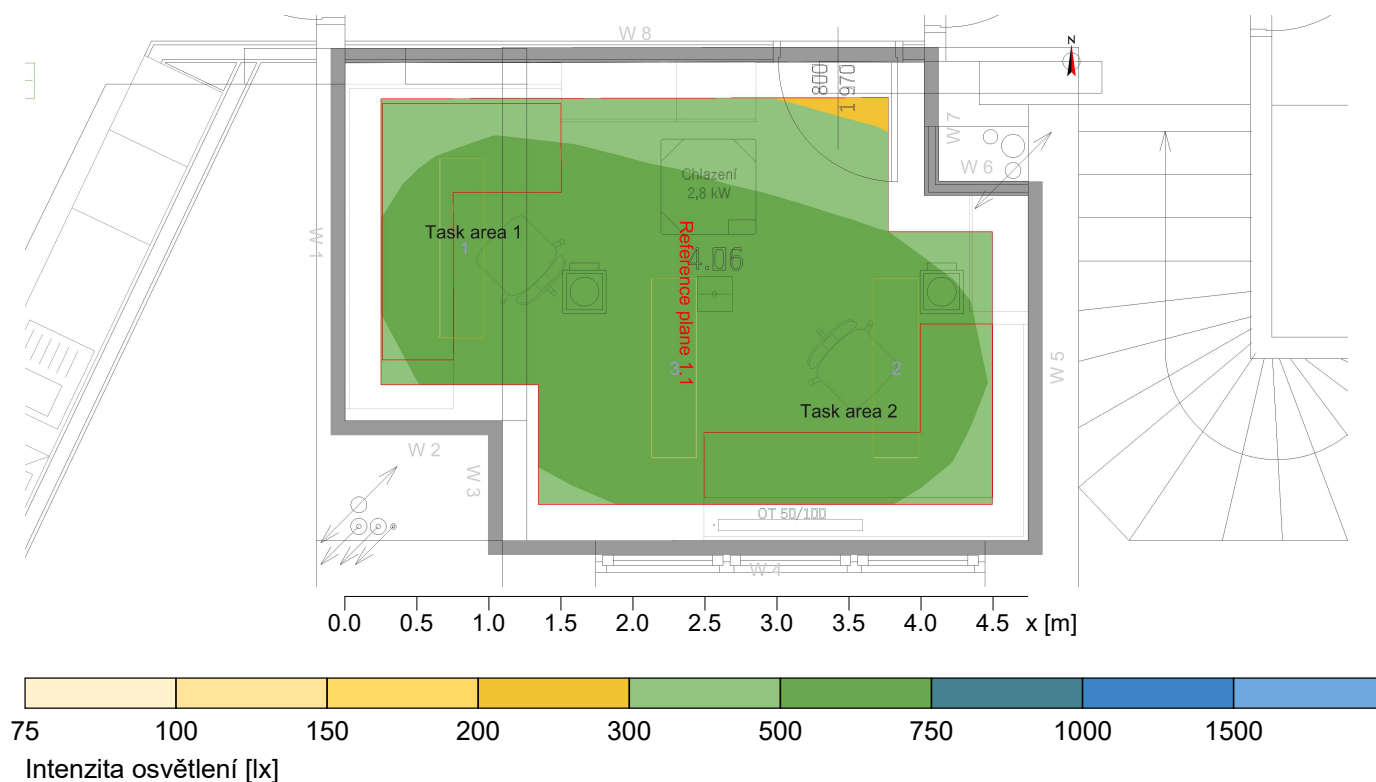 W 8
N
800
1 970
W 7
W 6
Chlazení
2,8 kW
Task area 1
1
W 1
Reference plane 1.1
4.06
3
2
W 5
Task area 2
W 2
W 3
OT 50/100
W 4
0.0 0.5 1.0 1.5 2.0 2.5 3.0 3.5 4.0 4.5 x [m]
75 100 150 200 300 500 750 1000 1500
Intenzita osvětlení [lx]